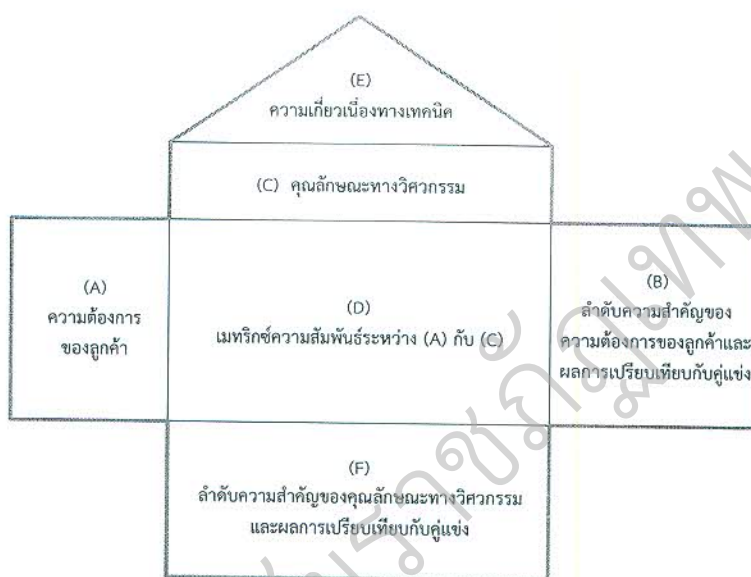 (E)
ความเกี่ยวเนื่องทางเทคนิค
(C) คุณลักษณะทางวิศวกรรม
(A)
ความต้องการ
ของลูกค้า
(D)
เมทริกซ์ความสัมพันธ์ระหว่าง (A) กับ (C)
(B)
ลำดับความสำคัญของ
ความต้องการของลูกค้าและ
ผลการเปรียบเทียบกับคู่แข่ง
(F)
ลำดับความสำคัญของคุณลักษณะทางวิศวกรรม
และผลการเปรียบเทียบกับคู่แข่ง